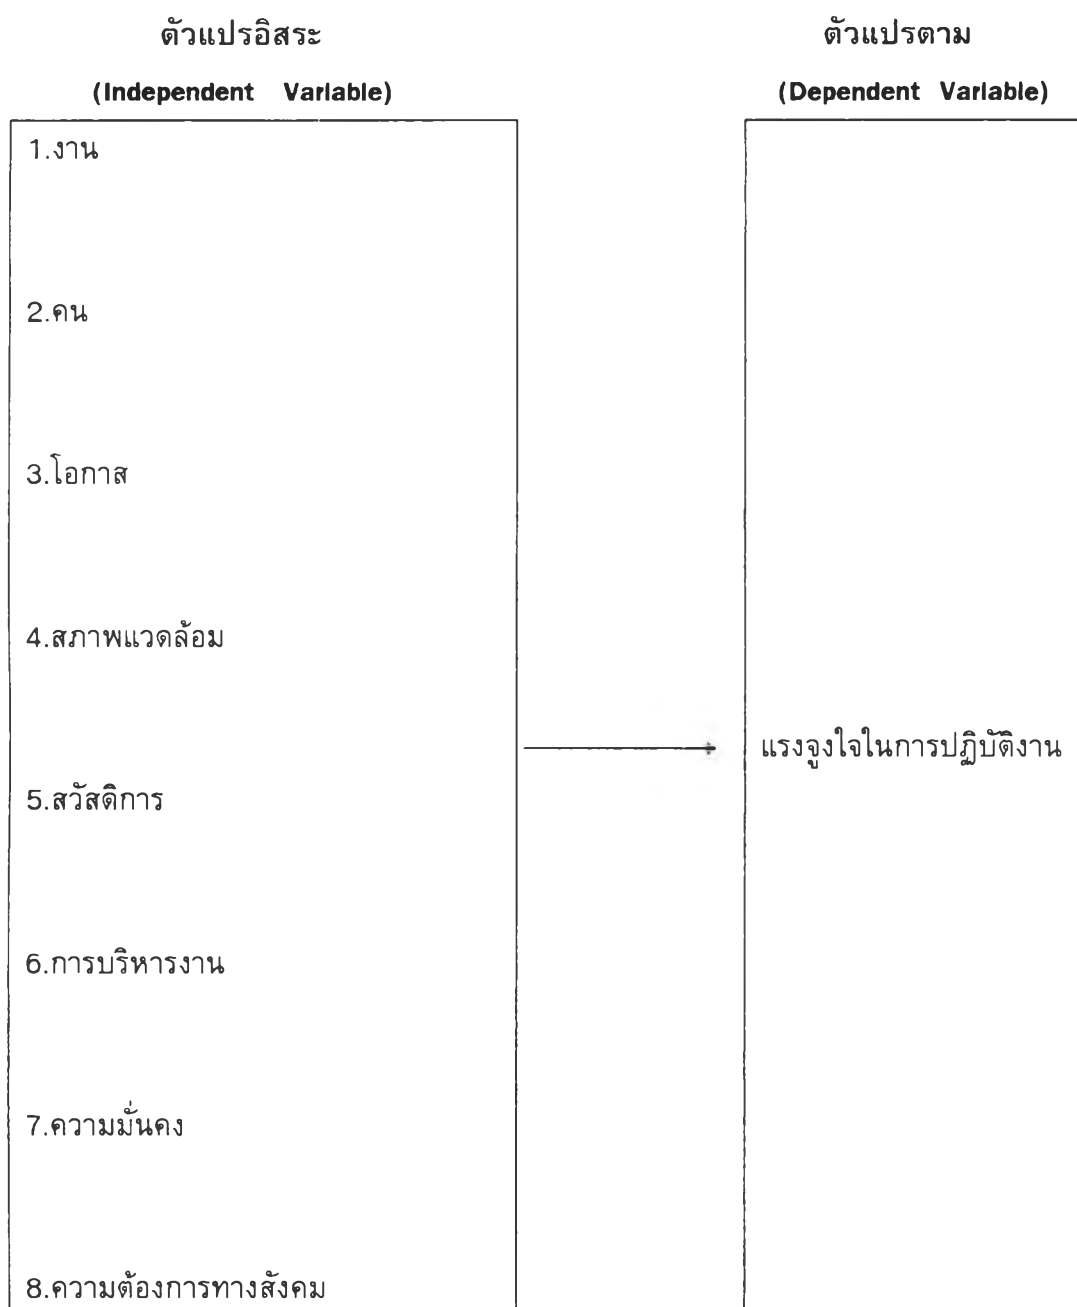 ตัวแปรอิสระ
(Independent Variable)
1.งาน
2.คน
3.โอกาส
4.สภาพแวดล้อม
5.สวัสดิการ
6.การบริหารงาน
7.ความมั่นคง
8.ความต้องการทางสังคม
ตัวแปรตาม
(Dependent Variable)
แรงจูงใจในการปฏิบัติงาน